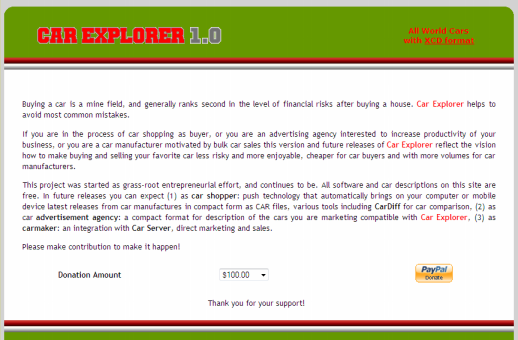 CAR EXPLORER 1.0
All World Cars
with XCD format
Buying a car is a mine field, and generally ranks second in the level of financial risks after buying a house. Car Explorer helps to
avoid most common mistakes.
If you are in the process of car shopping as buyer, or you are an advertising agency interested to increase productivity of your
business, or you are a car manufacturer motivated by bulk car sales this version and future releases of Car Explorer reflect the vision
how to make buying and selling your favorite car less risky and more enjoyable, cheaper for car buyers and with more volumes for car
manufacturers.
This project was started as grass-root entrepreneurial effort, and continues to be. All software and car descriptions on this site are
free. In future releases you can expect (1) as car shopper: push technology that automatically brings on your computer or mobile
device latest releases from car manufactures in compact form as CAR files, various tools including CarDiff for car comparison, (2) as
car advertisement agency: a compact format for description of the cars you are marketing compatible with Car Explorer, (3) as
carmaker: an integration with Car Server, direct marketing and sales.
Please make contribution to make it happen!
Donation Amount
$100.00
PayPal
Donate
Thank you for your support!